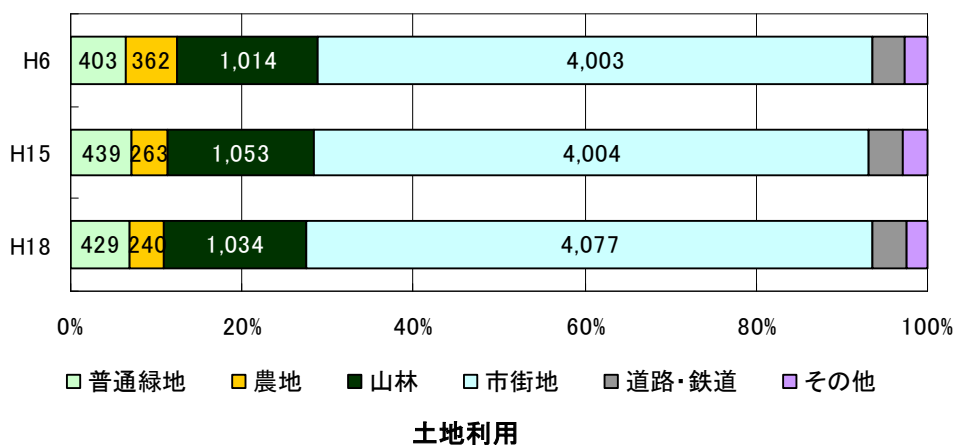 H6 403 362 1,014 4,003
H15 439 263 1,053 4,004
H18 429 240 1,034 4,077
0% 20% 40% 60% 80% 100%
普通緑地 農地 山林 市街地 道路・鉄道 その他
土地利用